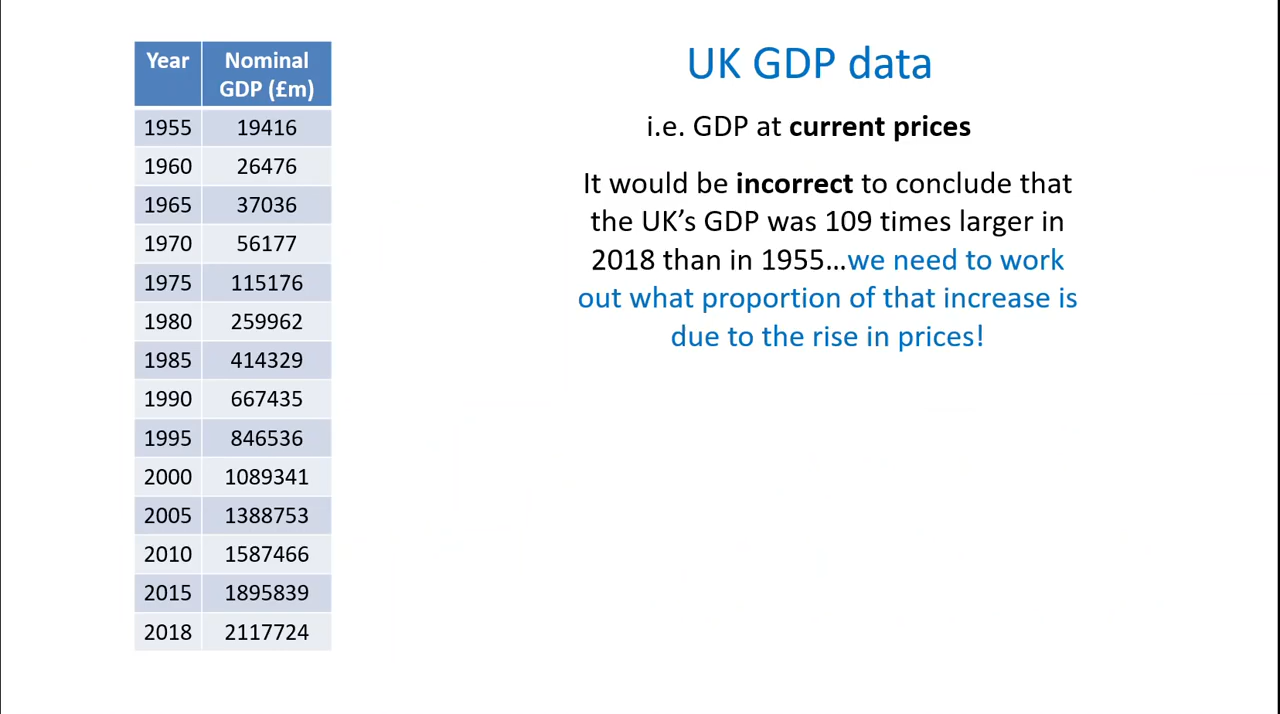 Year Nominal GDP (£m)
1955 19416
1960 26476
1965 37036
1970 56177
1975 115176
1980 259962
1985 414329
1990 667435
1995 846536
2000 1089341
2005 1388753
2010 1587466
2015 1895839
2018 2117724
UK GDP data
i.e. GDP at current prices
It would be incorrect to conclude that
the UK’s GDP was 109 times larger in
2018 than in 1955…we need to work
out what proportion of that increase is
due to the rise in prices!